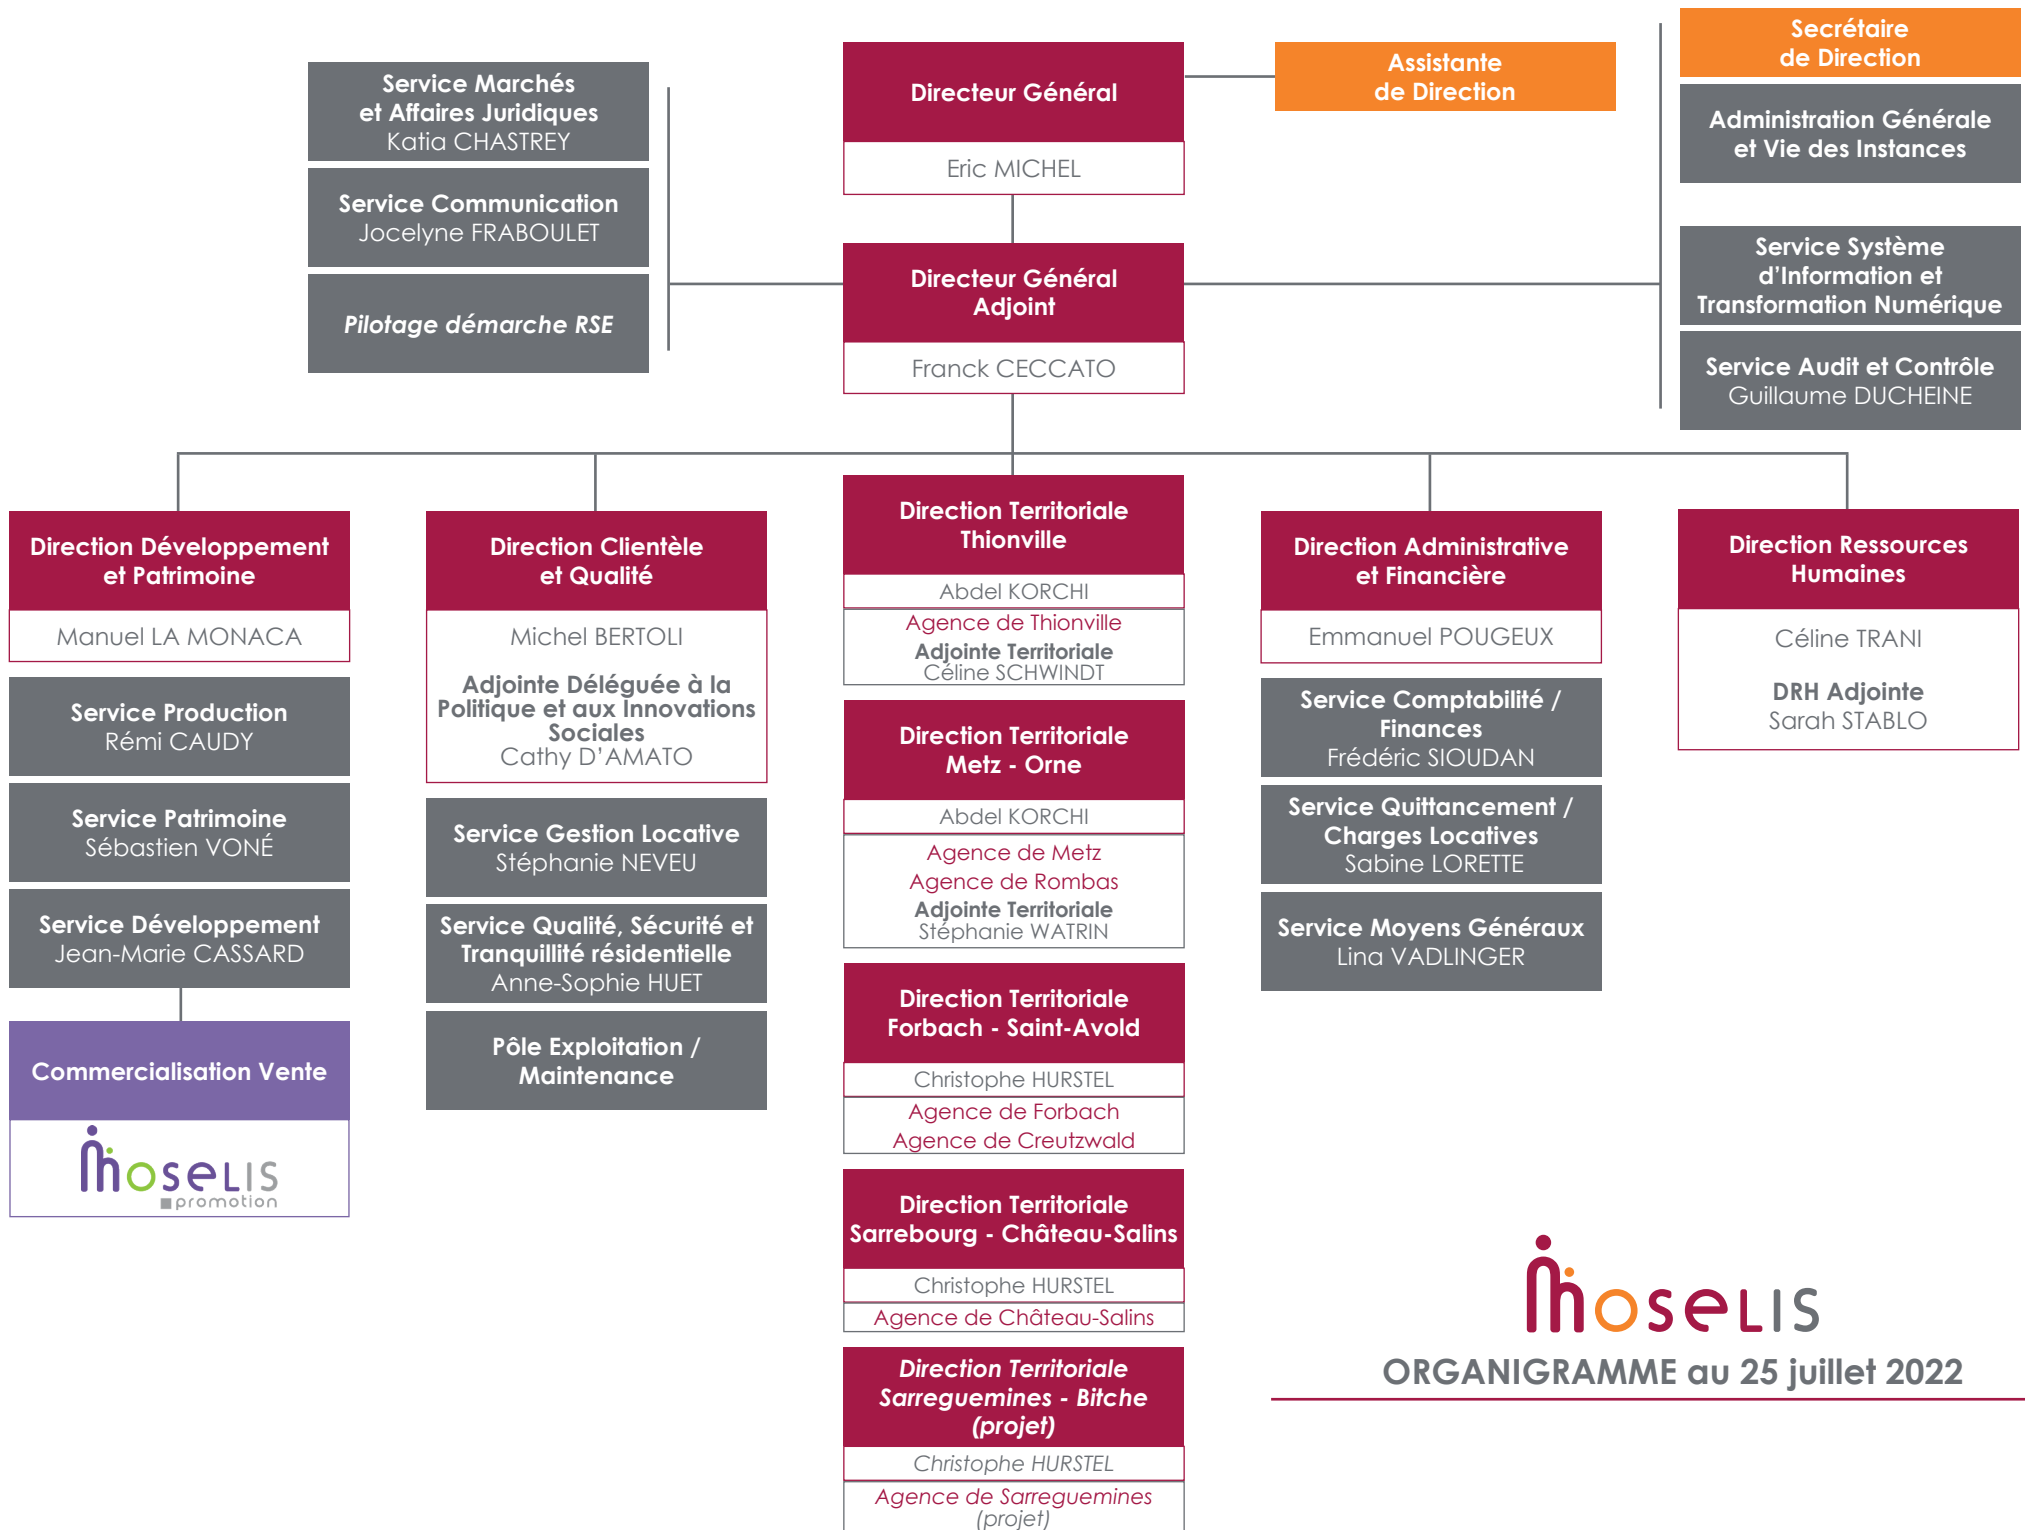 Service Marchés
et Affaires Juridiques
Katia CHASTREY
Service Communication
Jocelyne FRABOULET
Pilotage démarche RSE
Directeur Général
Eric MICHEL
Assistante
de Direction
Directeur Général
Adjoint
Franck CECCATO
Secrétaire
de Direction
Administration Générale
et Vie des Instances
Service Système
d'Information et
Transformation Numérique
Service Audit et Contrôle
Guillaume DUCHEINE
Direction Développement
et Patrimoine
Manuel LA MONACA
Service Production
Rémi CAUDY
Service Patrimoine
Sébastien VONÉ
Service Développement
Jean-Marie CASSARD
Commercialisation Vente
moselis
promotion
Direction Clientèle
et Qualité
Michel BERTOLI
Adjointe Déléguée à la
Politique et aux Innovations
Sociales
Cathy D'AMATO
Service Gestion Locative
Stéphanie NEVEU
Service Qualité, Sécurité et
Tranquillité résidentielle
Anne-Sophie HUET
Pôle Exploitation /
Maintenance
Direction Territoriale
Thionville
Abdel KORCHI
Agence de Thionville
Adjointe Territoriale
Céline SCHWINDT
Direction Territoriale
Metz - Orne
Abdel KORCHI
Agence de Metz
Agence de Rombas
Adjointe Territoriale
Stéphanie WATRIN
Direction Territoriale
Forbach - Saint-Avold
Christophe HURSTEL
Agence de Forbach
Agence de Creutzwald
Direction Territoriale
Sarrebourg - Château-Salins
Christophe HURSTEL
Agence de Château-Salins
Direction Territoriale
Sarreguemines - Bitche
(projet)
Christophe HURSTEL
Agence de Sarreguemines
(projet)
Direction Administrative
et Financière
Emmanuel POUGEUX
Service Comptabilité /
Finances
Frédéric SIOUDAN
Service Quittancement /
Charges Locatives
Sabine LORETTE
Service Moyens Généraux
Lina VADLINGER
Direction Ressources
Humaines
Céline TRANI
DRH Adjointe
Sarah STABLO
moselis
ORGANIGRAMME au 25 juillet 2022